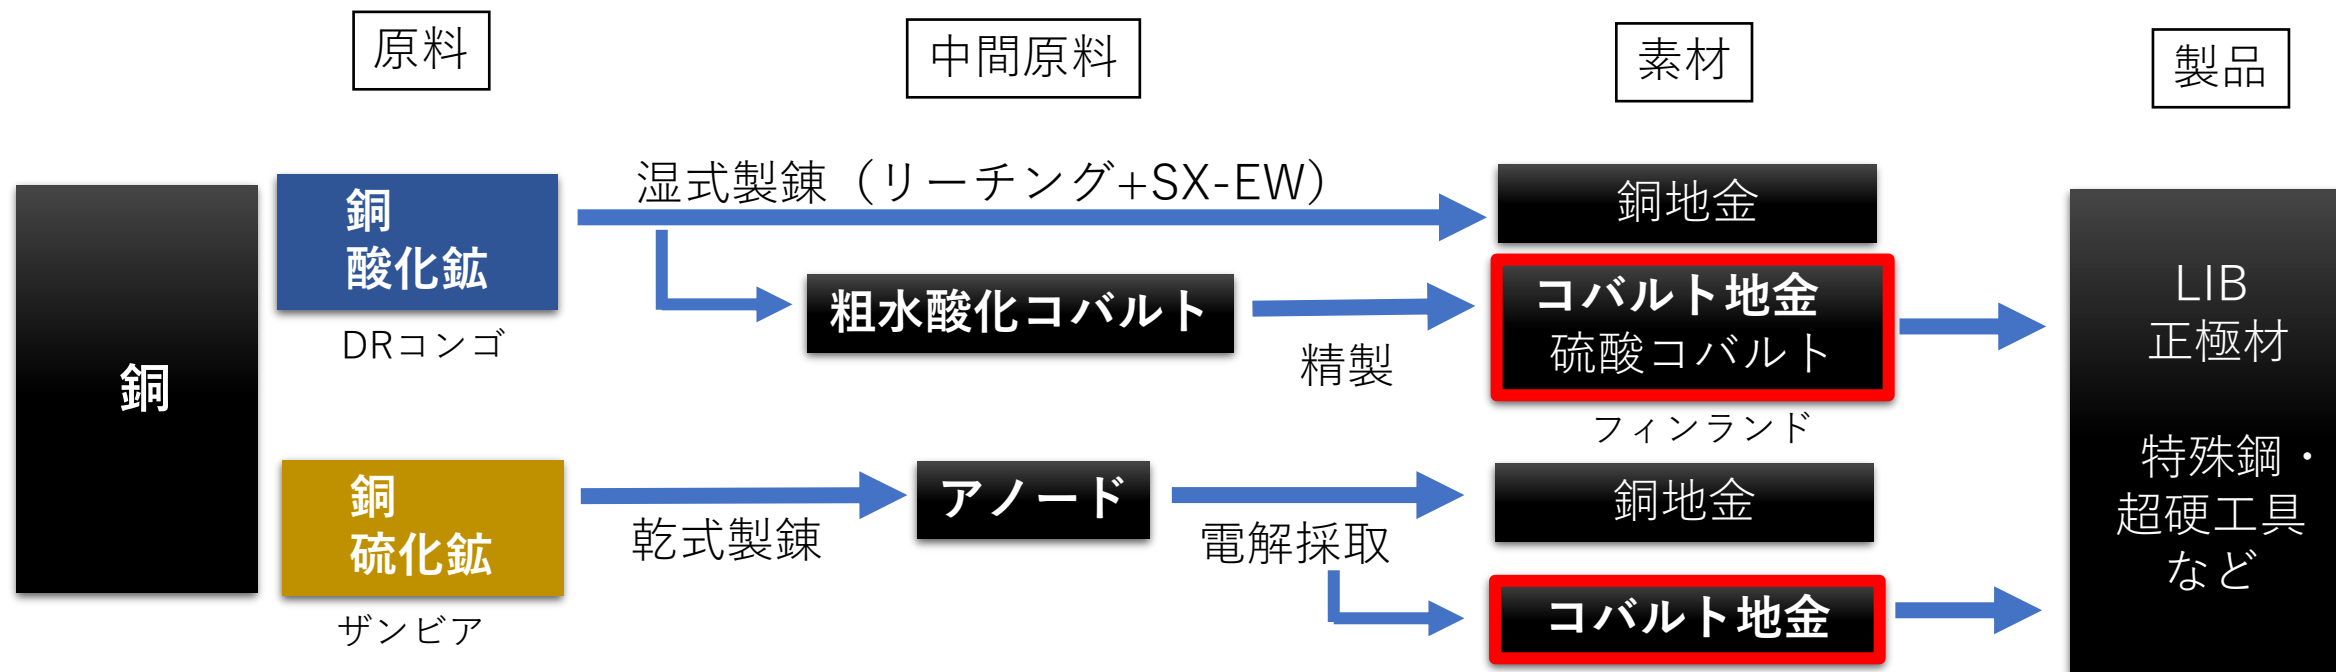 原料
中間原料
素材
製品
銅
銅
酸化鉱
DRコンゴ
湿式製錬（リーチング+SX-EW）
粗水酸化コバルト
精製
銅地金
コバルト地金
硫酸コバルト
フィンランド
銅
硫化鉱
ザンビア
乾式製錬
アノード
電解採取
銅地金
コバルト地金
LIB
正極材
特殊鋼・
超硬工具
など